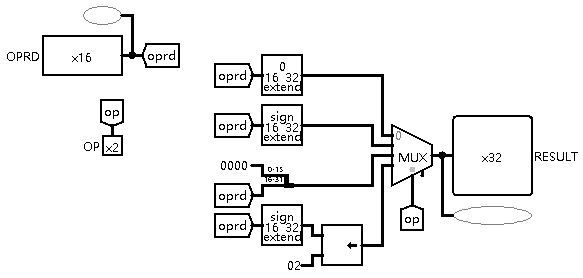 OPRD
x16
oprd
op
OP
x2
oprd
0
16 32
extend
oprd
sign
16 32
extend
0000
0-15
16-31
oprd
oprd
sign
16 32
extend
02
0
MUX
op
x32
RESULT